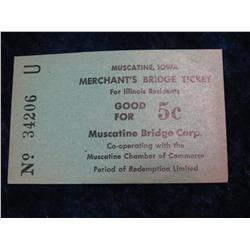 MUSCATINE, IOWA
MERCHANT'S BRIDGE TICKET
For Illinois Residents
GOOD
FOR
5c
Muscatine Bridge Corp.
Co-operating with the
Muscatine Chamber of Commerce
Period of Redemption Limited
No 34206 U